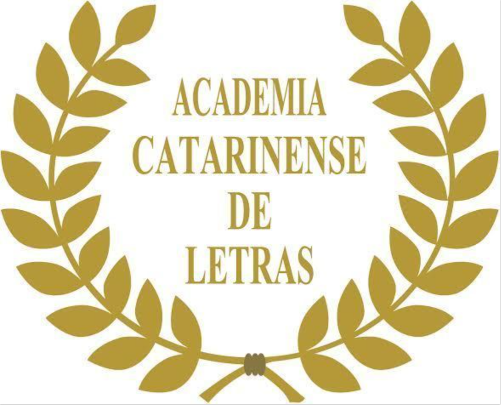 ACADEMIA
CATARINENSE
DE
LETRAS